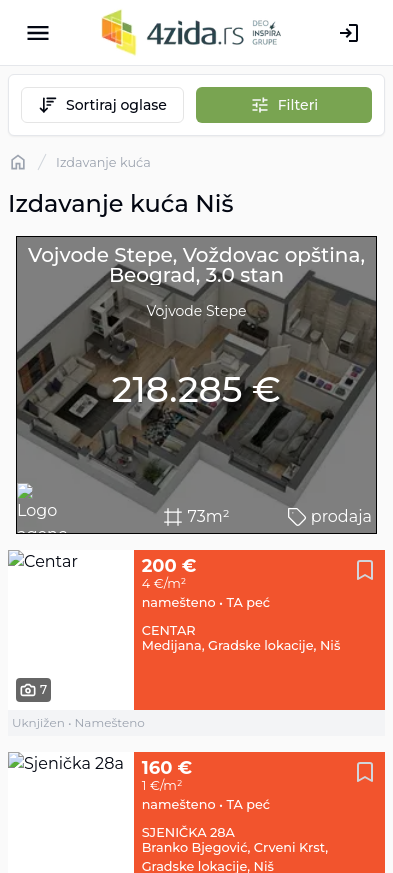 4zida.rs
DEO
INSPIRA
GRUPE
Sortiraj oglase
Filteri
Izdavanje kuća
Izdavanje kuća Niš
Vojvode Stepe, Voždovac opština,
Beograd, 3.0 stan
Vojvode Stepe
218.285 €
Logo
73m²
prodaja
Centar
200 €
4 €/m²
namešteno • TA peć
CENTAR
Medijana, Gradske lokacije, Niš
7
Uknjižen • Namešteno
Sjenička 28a
160 €
1 €/m²
namešteno • TA peć
SJENIČKA 28A
Branko Bjegović, Crveni Krst,
Gradske lokacije, Niš